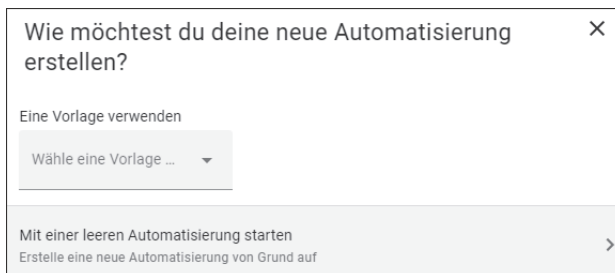 Wie möchtest du deine neue Automatisierung
erstellen?
Eine Vorlage verwenden
Wähle eine Vorlage ...
Mit einer leeren Automatisierung starten
Erstelle eine neue Automatisierung von Grund auf